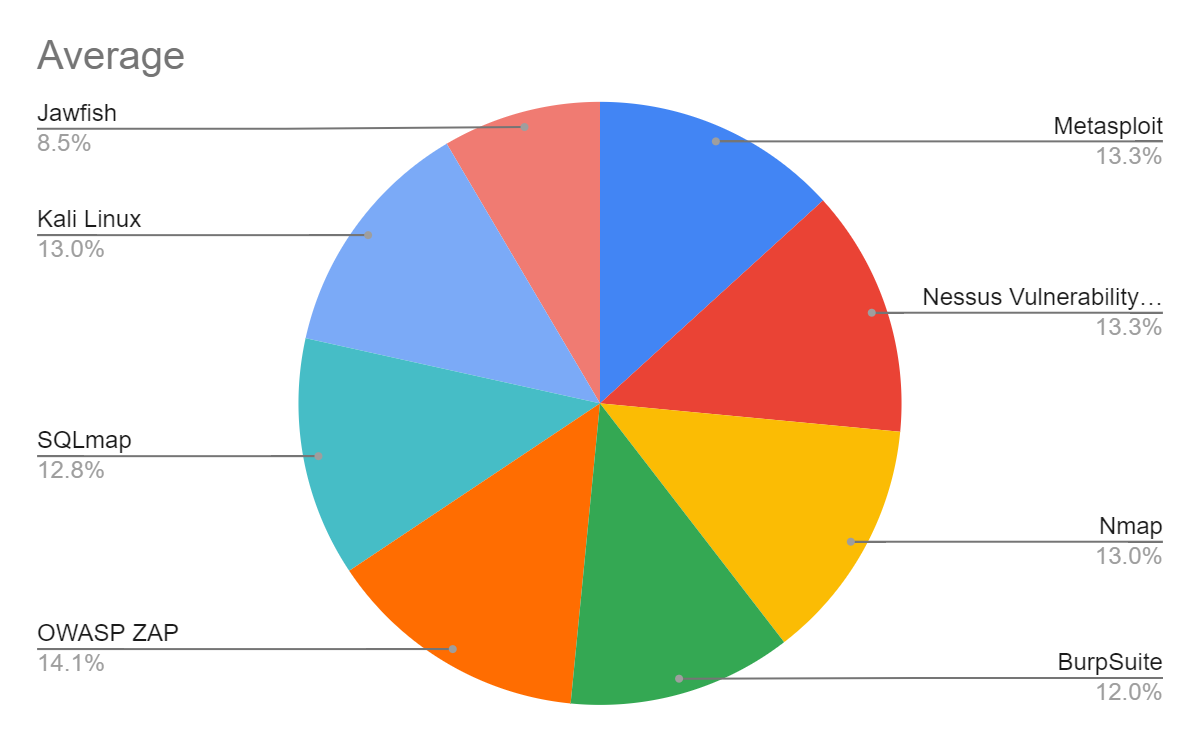 Average
Jawfish
8.5%
Kali Linux
13.0%
SQLmap
12.8%
OWASP ZAP
14.1%
Metasploit
13.3%
Nessus Vulnerability…
13.3%
Nmap
13.0%
BurpSuite
12.0%